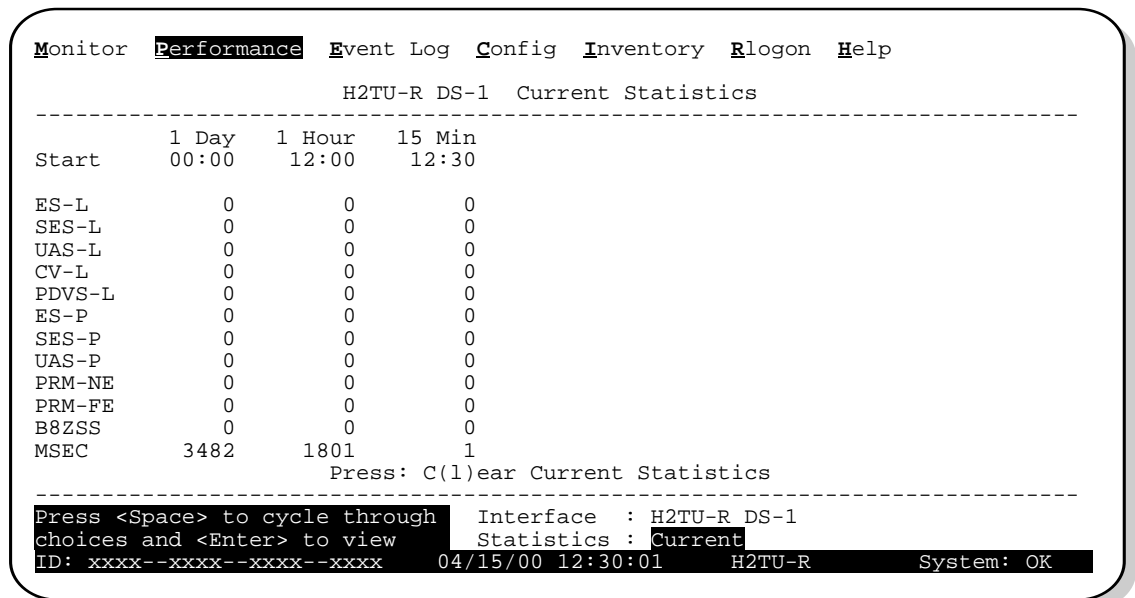 Monitor Performance Event Log Config Inventory Rlogon Help
H2TU-R DS-1 Current Statistics
--------------------------------------------------------------------------------
1 Day 1 Hour 15 Min
Start 00:00 12:00 12:30
ES-L 0 0 0
SES-L 0 0 0
UAS-L 0 0 0
CV-L 0 0 0
PDVS-L 0 0 0
ES-P 0 0 0
SES-P 0 0 0
UAS-P 0 0 0
PRM-NE 0 0 0
PRM-FE 0 0 0
B8ZSS 0 0 0
MSEC 3482 1801 1
Press: C(l)ear Current Statistics
--------------------------------------------------------------------------------
Press <Space> to cycle through Interface : H2TU-R DS-1
choices and <Enter> to view Statistics : Current
ID: xxxx--xxxx--xxxx--xxxx 04/15/00 12:30:01 H2TU-R System: OK